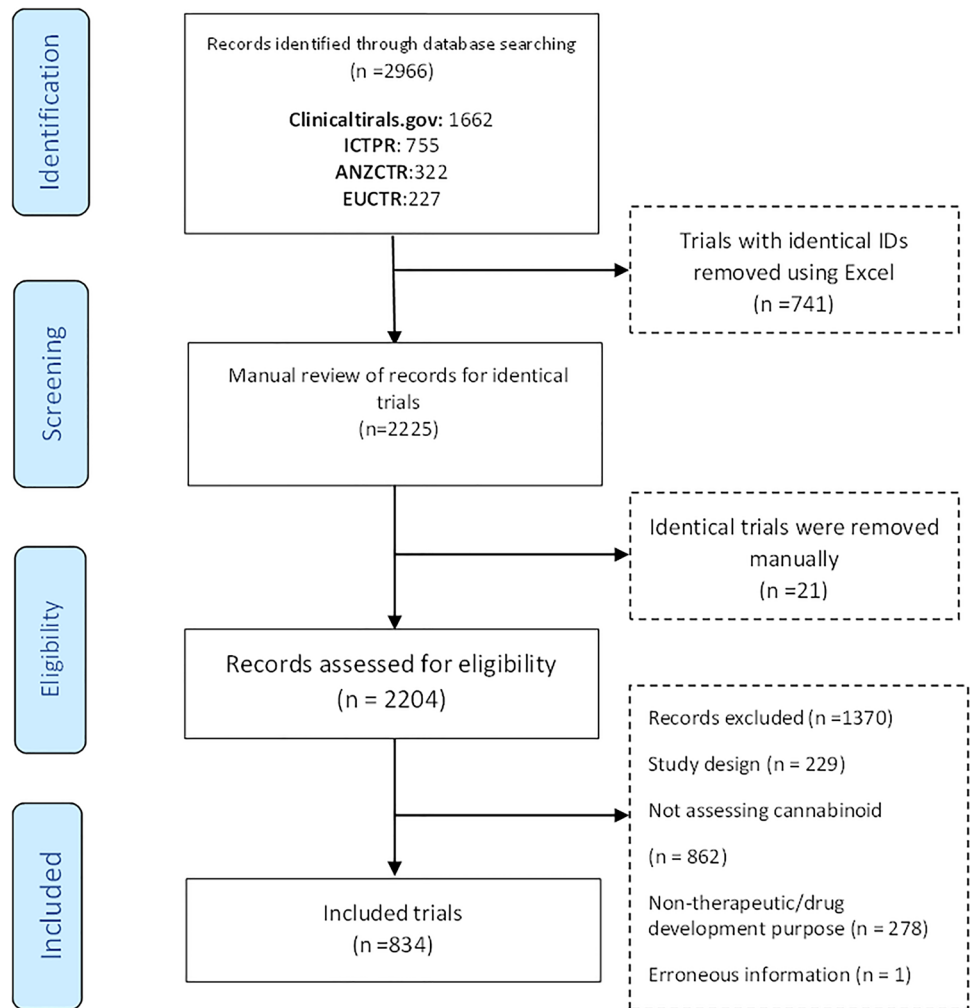 Identification
Records identified through database searching
(n =2966)
Clinicaltirals.gov: 1662
ICTPR: 755
ANZCTR:322
EUCTR:227
Trials with identical IDs
removed using Excel
(n =741)
Screening
Manual review of records for identical
trials
(n=2225)
Identical trials were removed
manually
(n =21)
Eligibility
Records assessed for eligibility
(n = 2204)
Records excluded (n =1370)
Study design (n = 229)
Not assessing cannabinoid
(n = 862)
Non-therapeutic/drug
development purpose (n = 278)
Erroneous information (n = 1)
Included
Included trials
(n =834)